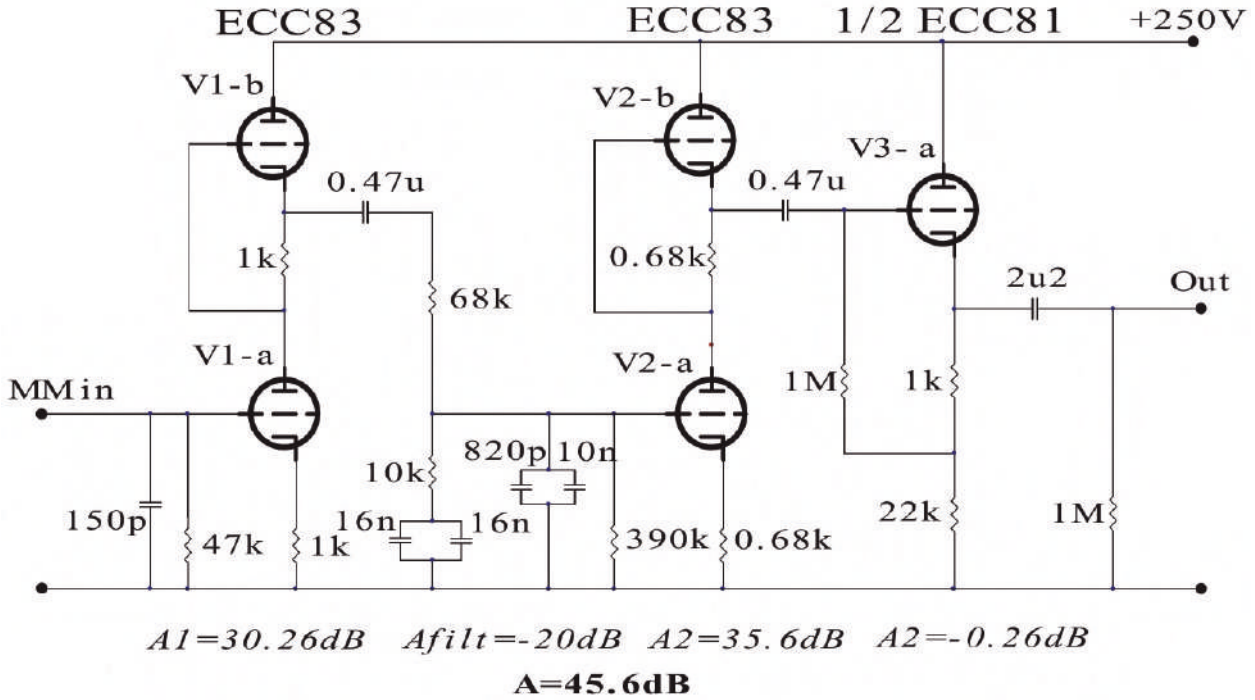 ECC83 ECC83 1/2 ECC81 +250V
V1-b
V2-b
V3-a
0.47u
0.47u
1k
0.68k
68k
2u2
Out
V1-a
V2-a
MMin
1M
1k
820p 10n
10k
150p
47k
1k
16n
16n
390k
0.68k
22k
1M
A1=30.26dB Afilt=-20dB A2=35.6dB A2=-0.26dB
A=45.6dB